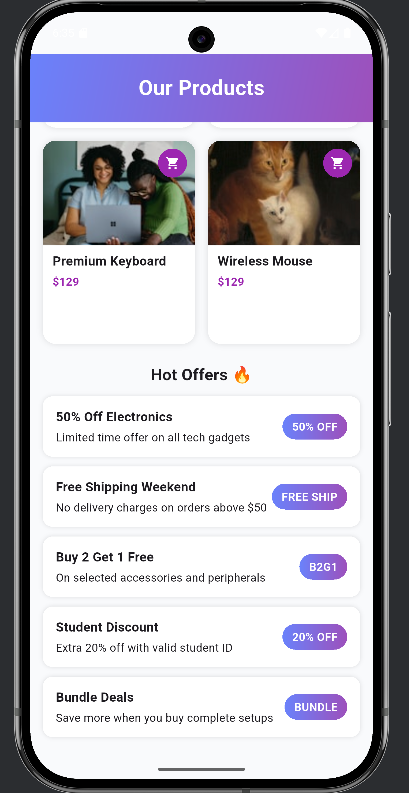 Our Products
Premium Keyboard
$129
Wireless Mouse
$129
Hot Offers 🔥
50% Off Electronics
Limited time offer on all tech gadgets
50% OFF
Free Shipping Weekend
No delivery charges on orders above $50
FREE SHIP
Buy 2 Get 1 Free
On selected accessories and peripherals
B2G1
Student Discount
Extra 20% off with valid student ID
20% OFF
Bundle Deals
Save more when you buy complete setups
BUNDLE